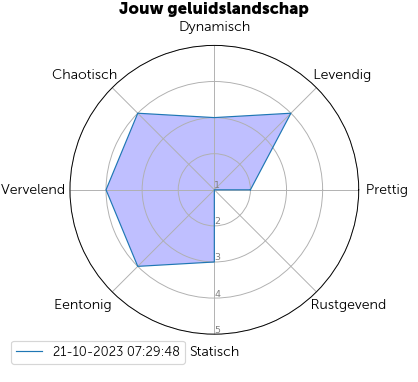 Jouw geluidslandschap
Dynamisch
Chaotisch
Levendig
Vervelend
1
Prettig
2
3
4
Eentonig
Rustgevend
5
21-10-2023 07:29:48
Statisch